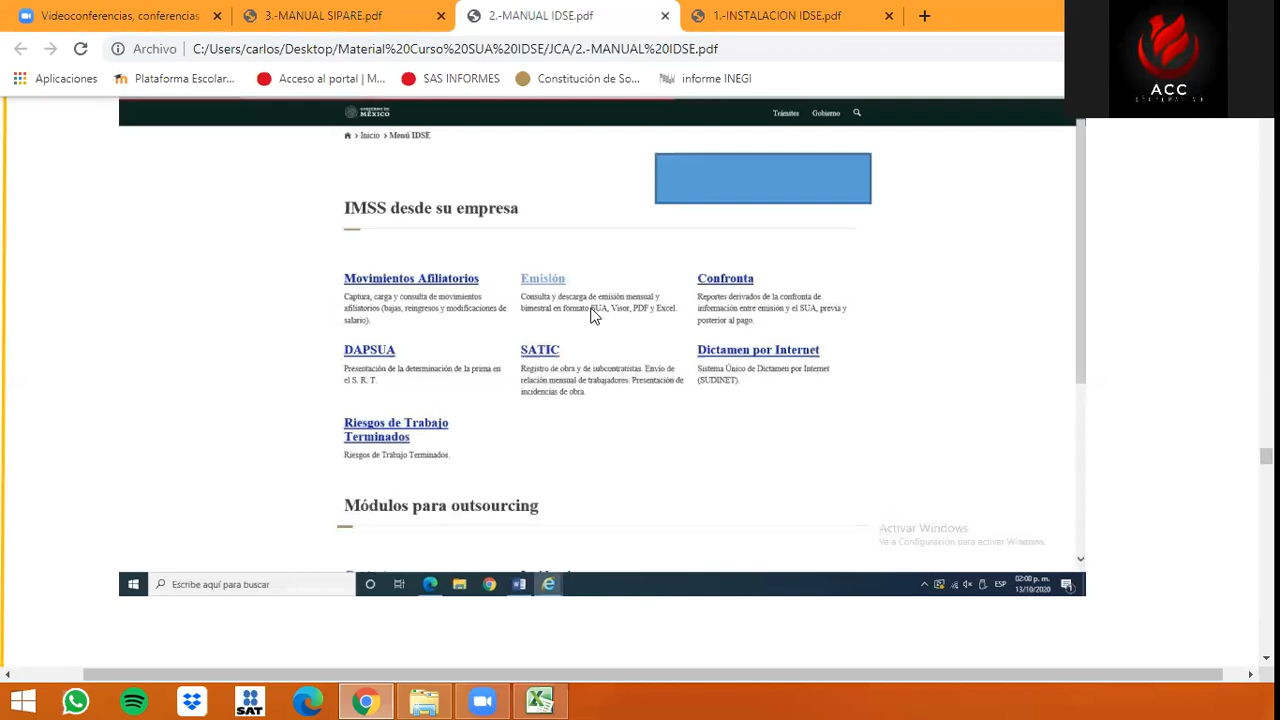 Videoconferencias, conferencias
3.-MANUAL SIPARE.pdf
2.-MANUAL IDSE.pdf
1.-INSTALACION IDSE.pdf
Archivo
C:/Users/carlos/Desktop/Material%20Curso%20SUA%20IDSE/JCA/2.-MANUAL%20IDSE.pdf
Aplicaciones
Plataforma Escolar...
Acceso al portal | M...
SAS INFORMES
Constitución de So...
informe INEGI
ACC
GOBIERNO DE
MÉXICO
Trámites
Gobierno
Inicio > Menú IDSE
IMSS desde su empresa
Movimientos Afiliatorios
Captura, carga y consulta de movimientos
afiliatorios (bajas, reingresos y modificaciones de
salario).
Emisión
Consulta y descarga de emisión mensual y
bimestral en formato SUA, Visor, PDF y Excel.
Confronta
Reportes derivados de la confronta de
información entre emisión y el SUA, previa y
posterior al pago.
DAPSUA
Presentación de la determinación de la prima en
el S. R. T.
SATIC
Registro de obra y de subcontratistas. Envío de
relación mensual de trabajadores. Presentación de
incidencias de obra.
Dictamen por Internet
Sistema Único de Dictamen por Internet
(SUDINET).
Riesgos de Trabajo
Terminados
Riesgos de Trabajo Terminados.
Módulos para outsourcing
Activar Windows
Ve a Configuración para activar Windows.
Escribe aquí para buscar
ESP
02:00 p. m.
13/10/2020
SAT